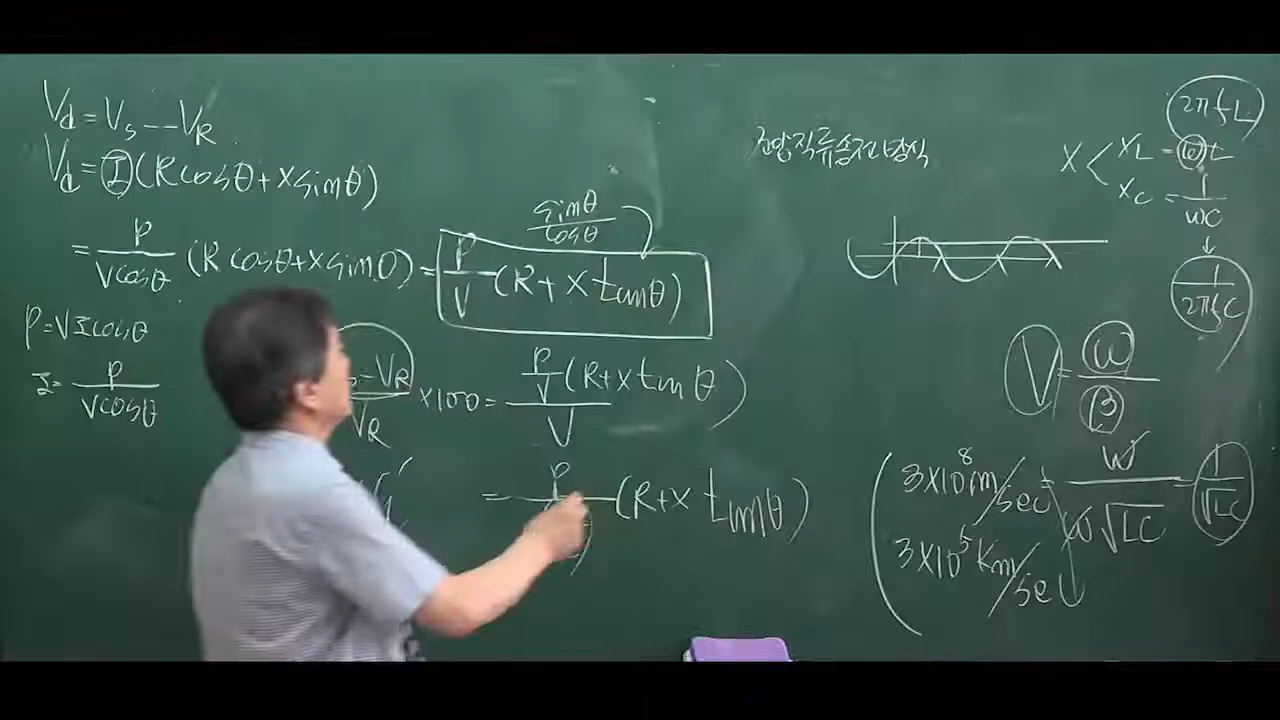 Vd = Vs − VR
Vd = I(Rcosθ + Xsinθ)
= P/Vcosθ (Rcosθ + Xsinθ) = P/V (R + X tanθ)
sinθ/cosθ
P = VIcosθ
I = P/Vcosθ
− VR / VR × 100 = P/V (R + X tanθ) / V
= P (R + X tanθ)
직류송전방식
X < XL = ωL
XC = 1/ωC
2πfL
1/2πfC
V = ω/β
3×10⁸ m/sec = ω/ω√LC = 1/√LC
3×10⁵ Km/sec